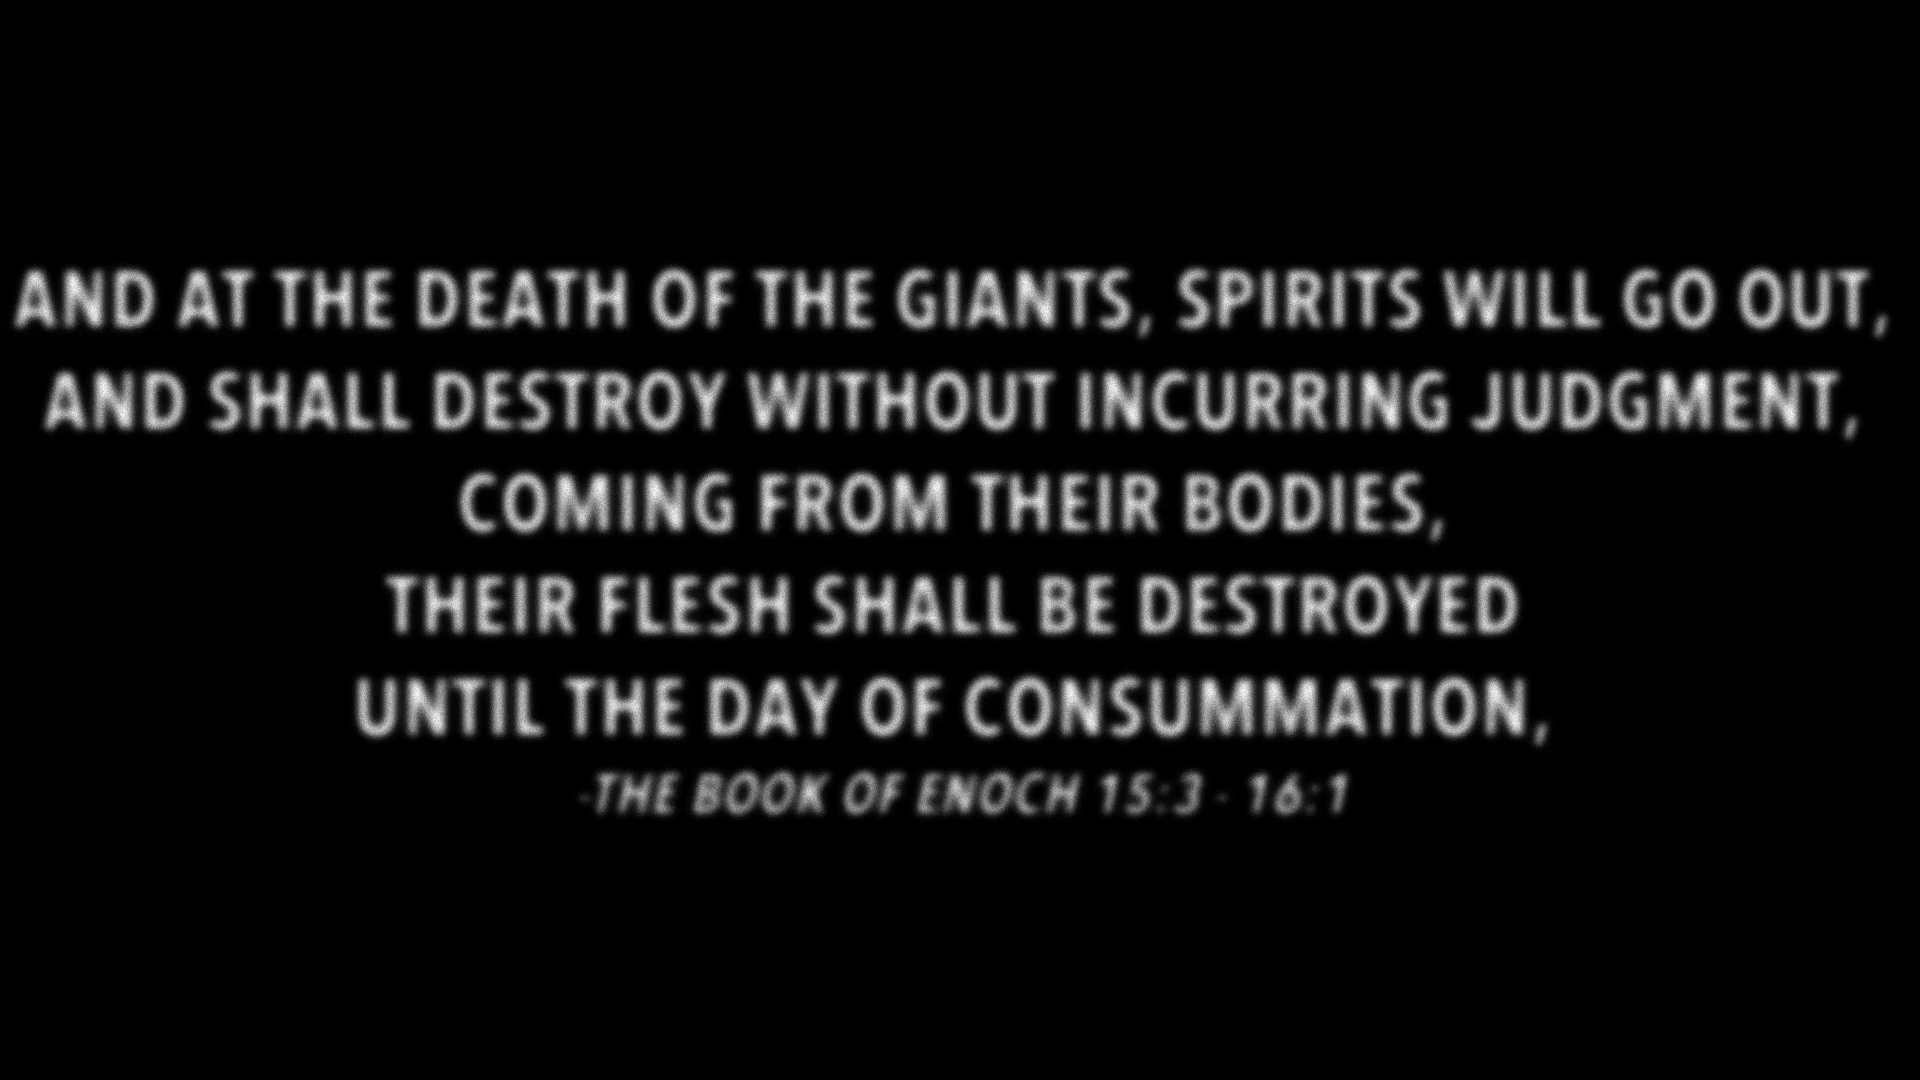 AND AT THE DEATH OF THE GIANTS, SPIRITS WILL GO OUT,
AND SHALL DESTROY WITHOUT INCURRING JUDGMENT,
COMING FROM THEIR BODIES,
THEIR FLESH SHALL BE DESTROYED
UNTIL THE DAY OF CONSUMMATION,
-THE BOOK OF ENOCH 15:3 - 16:1